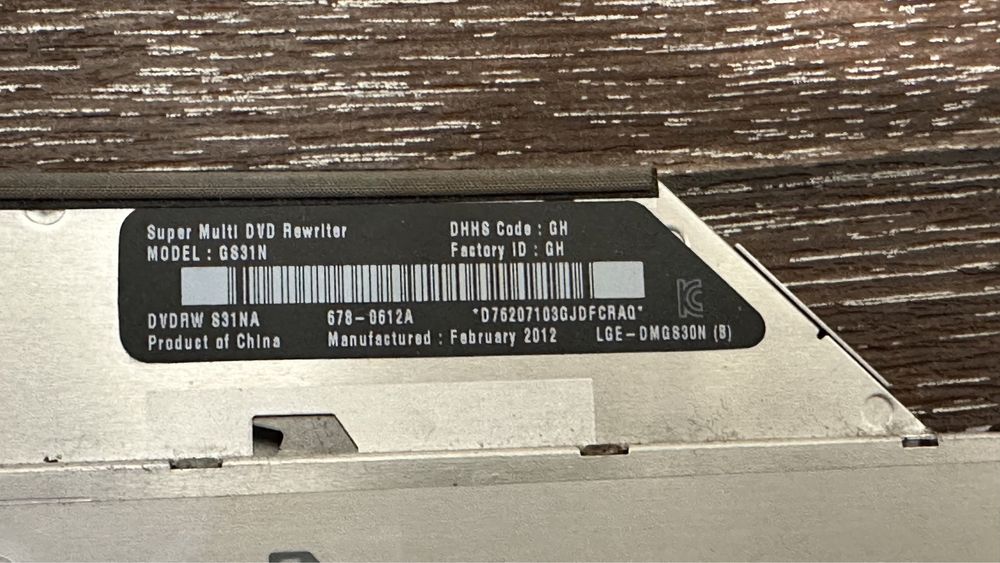 Super Multi DVD Rewriter
MODEL : GS31N
DHHS Code : GH
Factory ID : GH
DVDRW S31NA
678-0612A
*D76207103GJDFCRAQ*
Product of China
Manufactured : February 2012
LGE-DMGS30N (B)